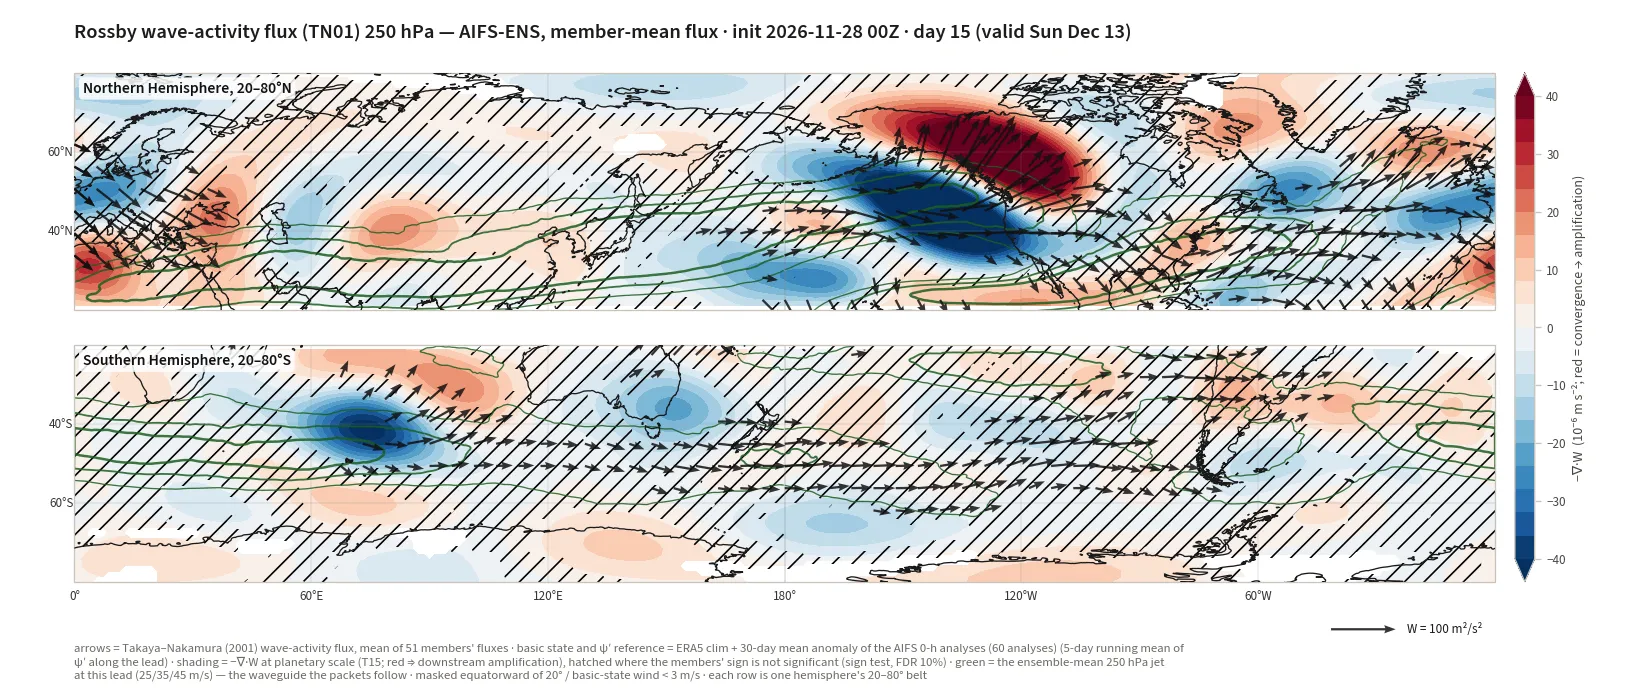 Rossby wave-activity flux (TN01) 250 hPa — AIFS-ENS, member-mean flux · init 2026-11-28 00Z · day 15 (valid Sun Dec 13)
Northern Hemisphere, 20–80°N
60°N
40°N
Southern Hemisphere, 20–80°S
40°S
60°S
0°
60°E
120°E
180°
120°W
60°W
40
30
20
10
0
−10
−20
−30
−40
−∇·W (10⁻⁶ m s⁻²; red = convergence → amplification)
W = 100 m²/s²
arrows = Takaya–Nakamura (2001) wave-activity flux, mean of 51 members' fluxes · basic state and ψ′ reference = ERA5 clim + 30-day mean anomaly of the AIFS 0-h analyses (60 analyses) (5-day running mean of
ψ′ along the lead) · shading = −∇·W at planetary scale (T15; red ⇒ downstream amplification), hatched where the members' sign is not significant (sign test, FDR 10%) · green = the ensemble-mean 250 hPa jet
at this lead (25/35/45 m/s) — the waveguide the packets follow · masked equatorward of 20° / basic-state wind < 3 m/s · each row is one hemisphere's 20–80° belt